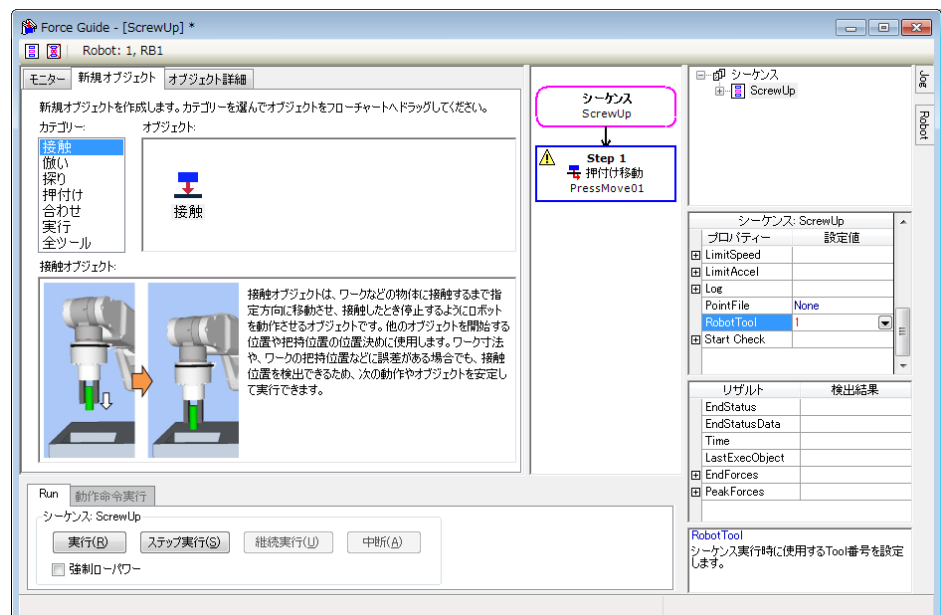 Force Guide - [ScrewUp] *
Robot: 1, RB1
モニター 新規オブジェクト オブジェクト詳細
新規オブジェクトを作成します。カテゴリーを選んでオブジェクトをフローチャートへドラッグしてください。
カテゴリー: オブジェクト:
接触
倣い
探り
押付け
合わせ
実行
全ツール
接触
接触オブジェクト:
接触オブジェクトは、ワークなどの物体に接触するまで指
定方向に移動させ、接触したとき停止するようにロボット
を動作させるオブジェクトです。他のオブジェクトを開始する
位置や把持位置の位置決めに使用します。ワーク寸法
や、ワークの把持位置などに誤差がある場合でも、接触
位置を検出できるため、次の動作やオブジェクトを安定し
て実行できます。
シーケンス
ScrewUp
Step 1
押付け移動
PressMove01
シーケンス
ScrewUp
Jog
Robot
シーケンス: ScrewUp
プロパティー 設定値
LimitSpeed
LimitAccel
Log
PointFile None
RobotTool 1
Start Check
リザルト 検出結果
EndStatus
EndStatusData
Time
LastExecObject
EndForces
PeakForces
RobotTool
シーケンス実行時に使用するTool番号を設定
します。
Run 動作命令実行
シーケンス: ScrewUp
実行(R) ステップ実行(S) 継続実行(U) 中断(A)
強制ローパワー